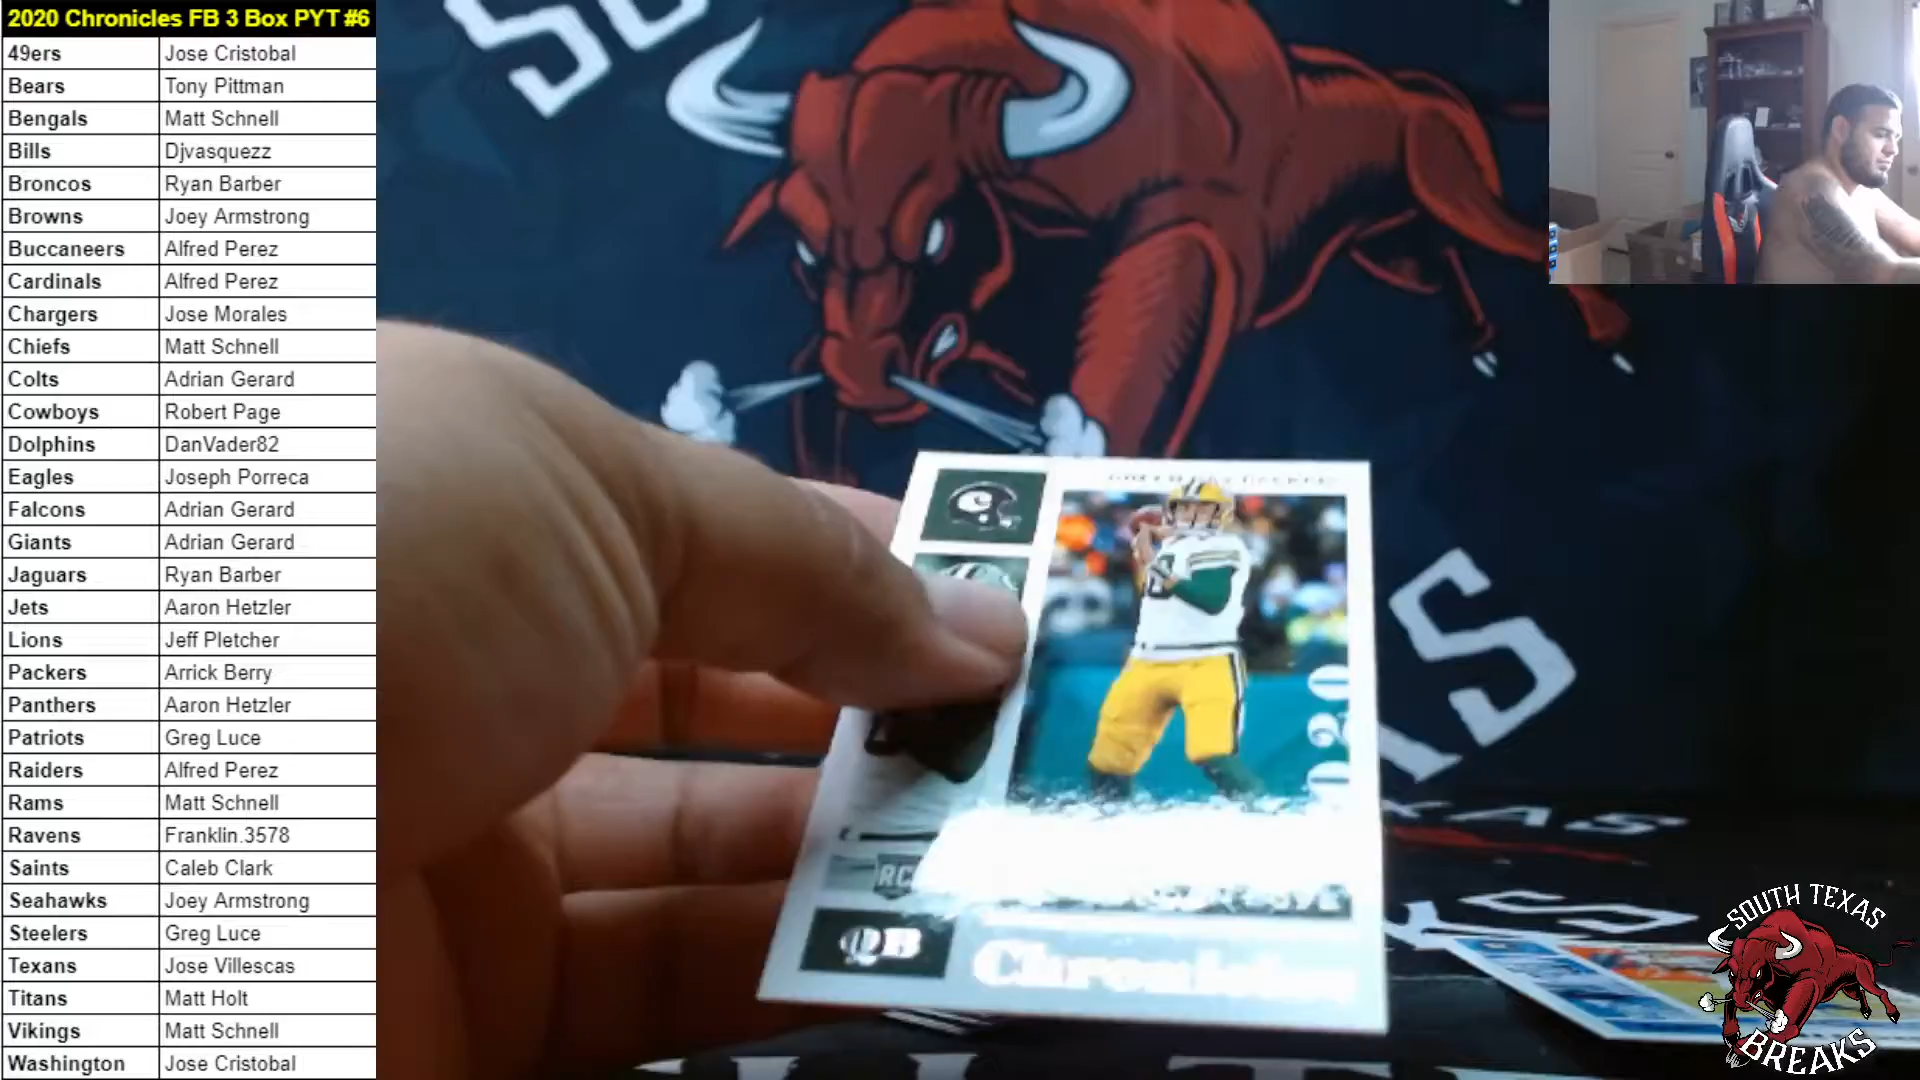 2020 Chronicles FB 3 Box PYT #6
49ers Jose Cristobal
Bears Tony Pittman
Bengals Matt Schnell
Bills Djvasquezz
Broncos Ryan Barber
Browns Joey Armstrong
Buccaneers Alfred Perez
Cardinals Alfred Perez
Chargers Jose Morales
Chiefs Matt Schnell
Colts Adrian Gerard
Cowboys Robert Page
Dolphins DanVader82
Eagles Joseph Porreca
Falcons Adrian Gerard
Giants Adrian Gerard
Jaguars Ryan Barber
Jets Aaron Hetzler
Lions Jeff Pletcher
Packers Arrick Berry
Panthers Aaron Hetzler
Patriots Greg Luce
Raiders Alfred Perez
Rams Matt Schnell
Ravens Franklin.3578
Saints Caleb Clark
Seahawks Joey Armstrong
Steelers Greg Luce
Texans Jose Villescas
Titans Matt Holt
Vikings Matt Schnell
Washington Jose Cristobal
2020
RC
QB
Chronicles
SOUTH TEXAS
BREAKS